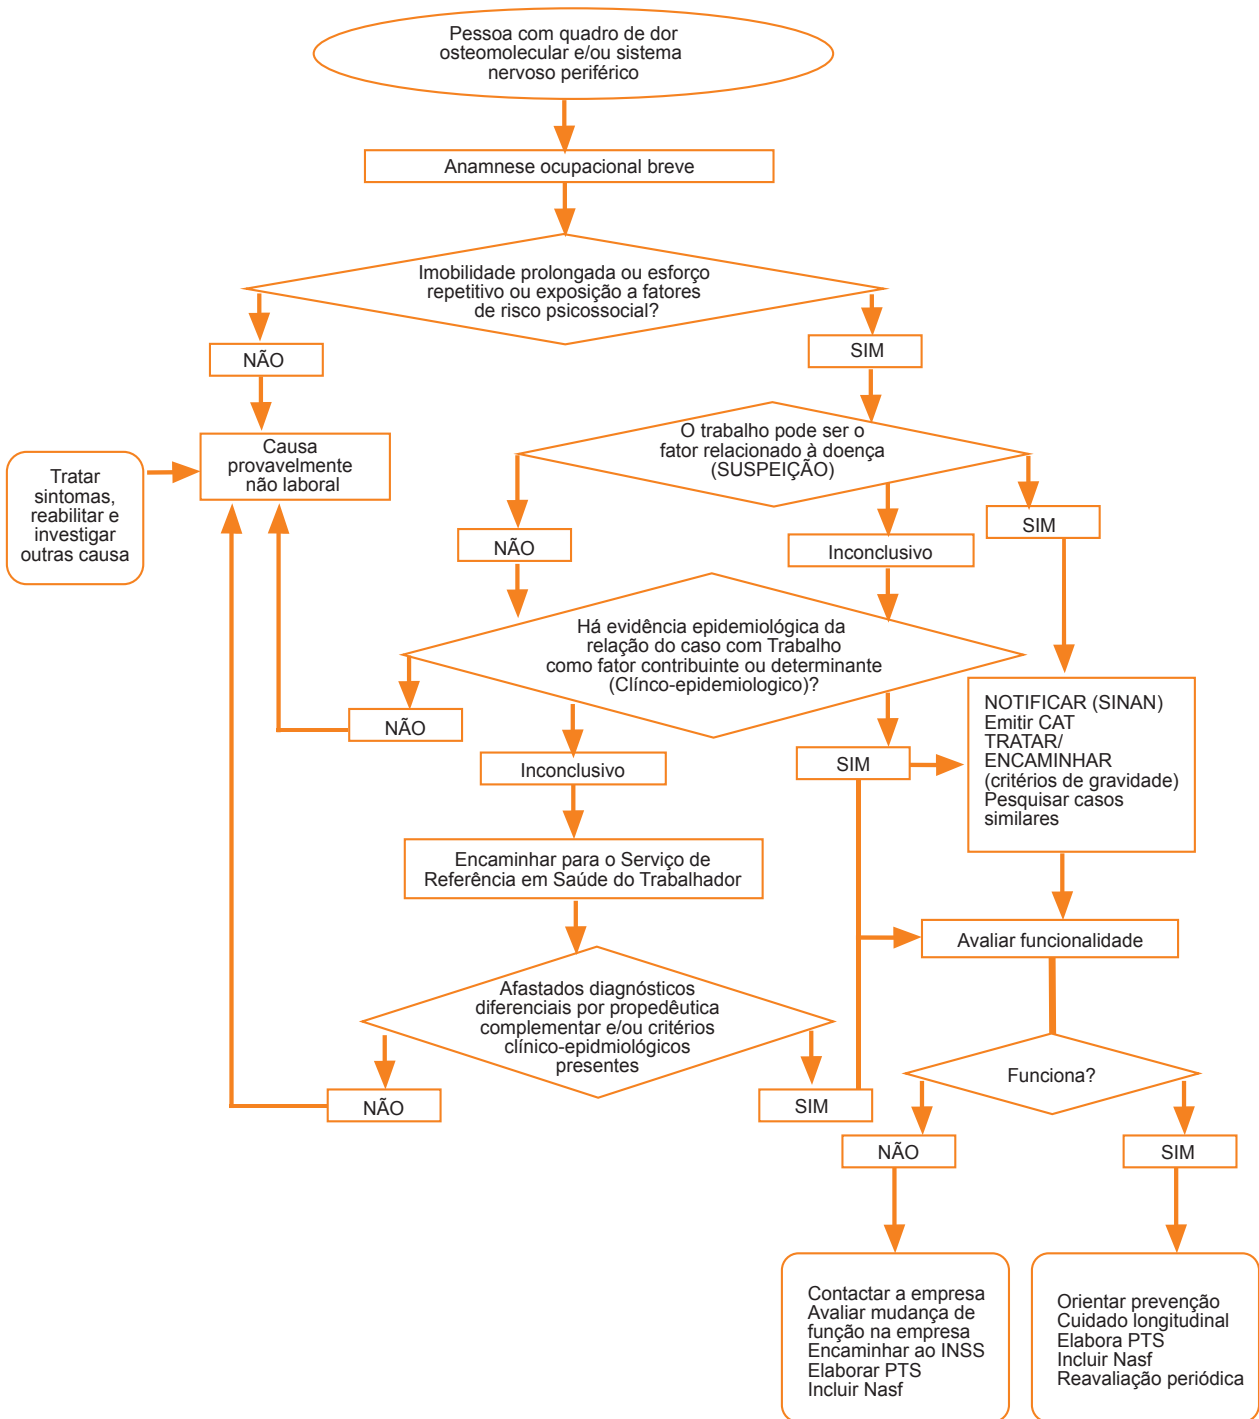 Pessoa com quadro de dor
osteomolecular e/ou sistema
nervoso periférico
Anamnese ocupacional breve
Imobilidade prolongada ou esforço
repetitivo ou exposição a fatores
de risco psicossocial?
NÃO
SIM
Causa
provavelmente
não laboral
Tratar
sintomas,
reabilitar e
investigar
outras causa
O trabalho pode ser o
fator relacionado à doença
(SUSPEIÇÃO)
NÃO
Inconclusivo
SIM
Há evidência epidemiológica da
relação do caso com Trabalho
como fator contribuinte ou determinante
(Clínco-epidemiologico)?
NÃO
Inconclusivo
SIM
NOTIFICAR (SINAN)
Emitir CAT
TRATAR/
ENCAMINHAR
(critérios de gravidade)
Pesquisar casos
similares
Encaminhar para o Serviço de
Referência em Saúde do Trabalhador
Avaliar funcionalidade
Afastados diagnósticos
diferenciais por propedêutica
complementar e/ou critérios
clínico-epidmiológicos
presentes
NÃO
SIM
Funciona?
NÃO
SIM
Contactar a empresa
Avaliar mudança de
função na empresa
Encaminhar ao INSS
Elaborar PTS
Incluir Nasf
Orientar prevenção
Cuidado longitudinal
Elabora PTS
Incluir Nasf
Reavaliação periódica